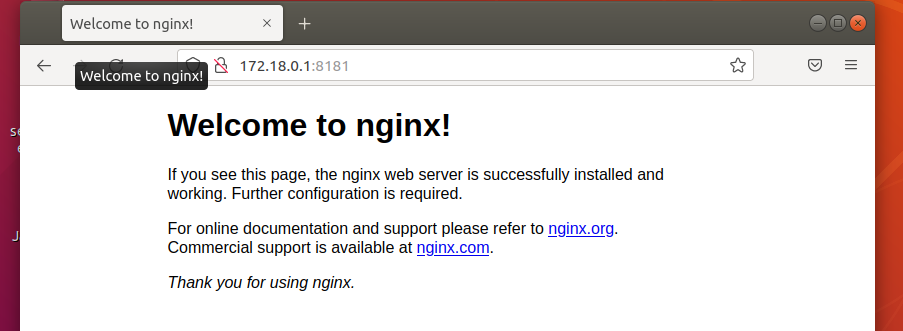 Welcome to nginx!
172.18.0.1:8181
Welcome to nginx!
Welcome to nginx!
If you see this page, the nginx web server is successfully installed and
working. Further configuration is required.
For online documentation and support please refer to nginx.org.
Commercial support is available at nginx.com.
Thank you for using nginx.